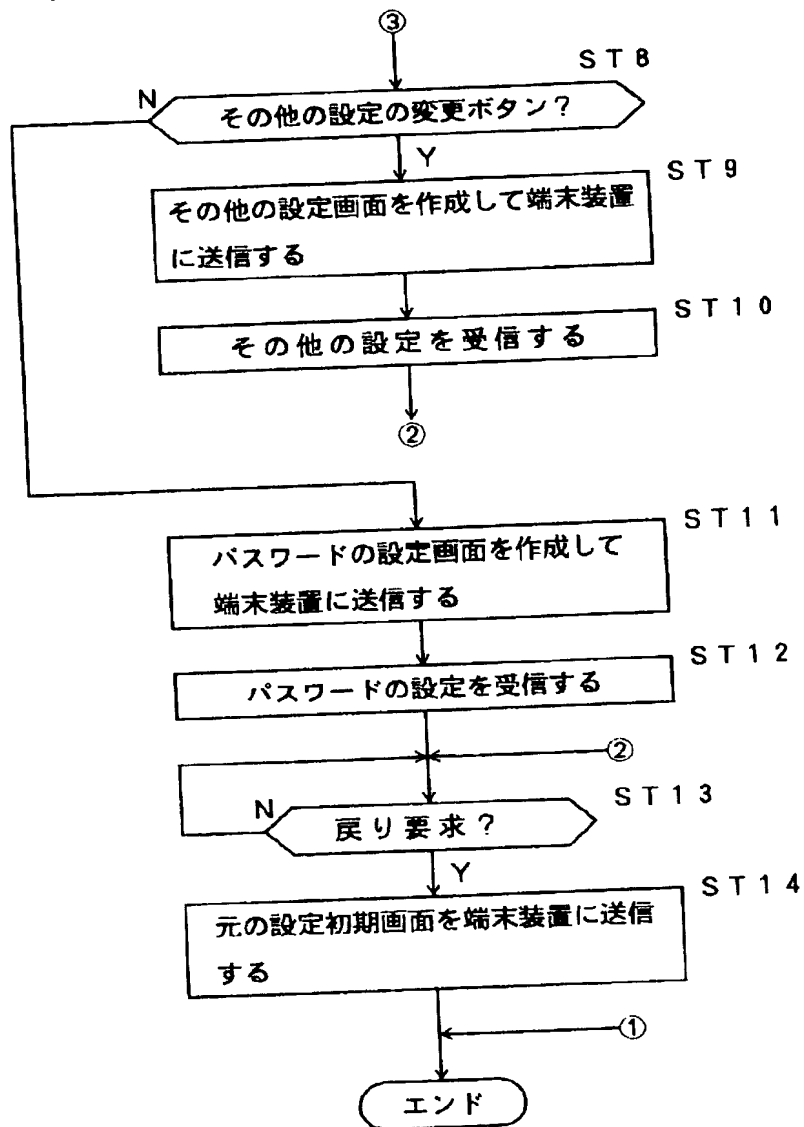 ③
ST8
N
その他の設定の変更ボタン?
Y
ST9
その他の設定画面を作成して端末装置
に送信する
ST10
その他の設定を受信する
②
ST11
パスワードの設定画面を作成して
端末装置に送信する
ST12
パスワードの設定を受信する
②
ST13
N
戻り要求?
Y
ST14
元の設定初期画面を端末装置に送信
する
①
エンド